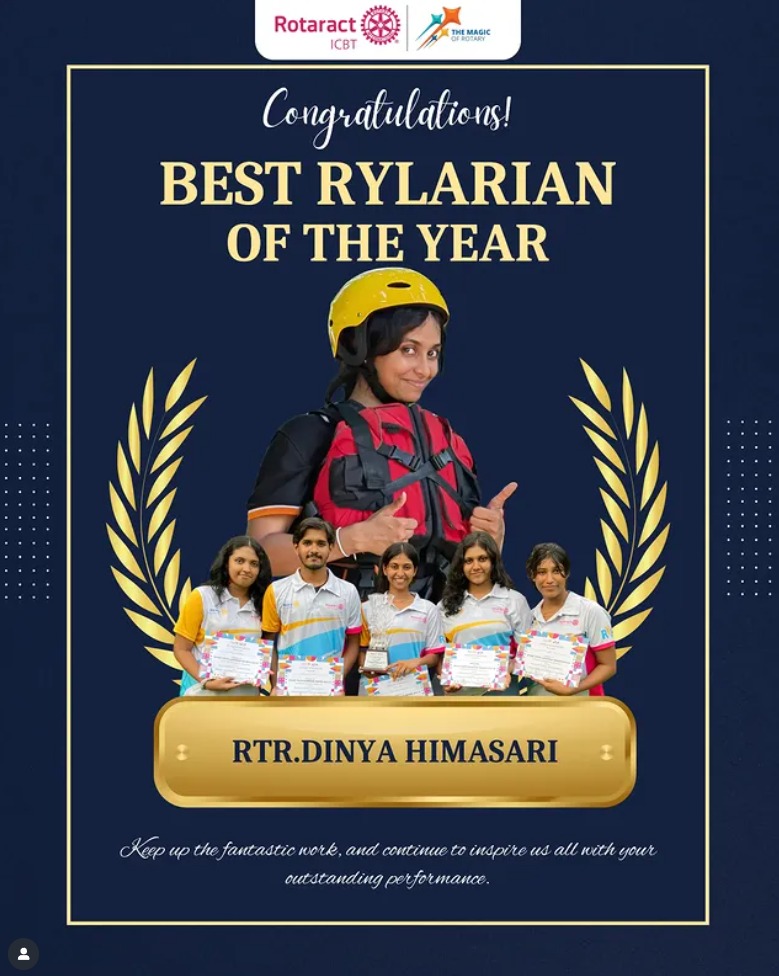 Rotaract
ICBT
THE MAGIC
OF ROTARY
Congratulations!
BEST RYLARIAN
OF THE YEAR
RTR.DINYA HIMASARI
Keep up the fantastic work, and continue to inspire us all with your
outstanding performance.